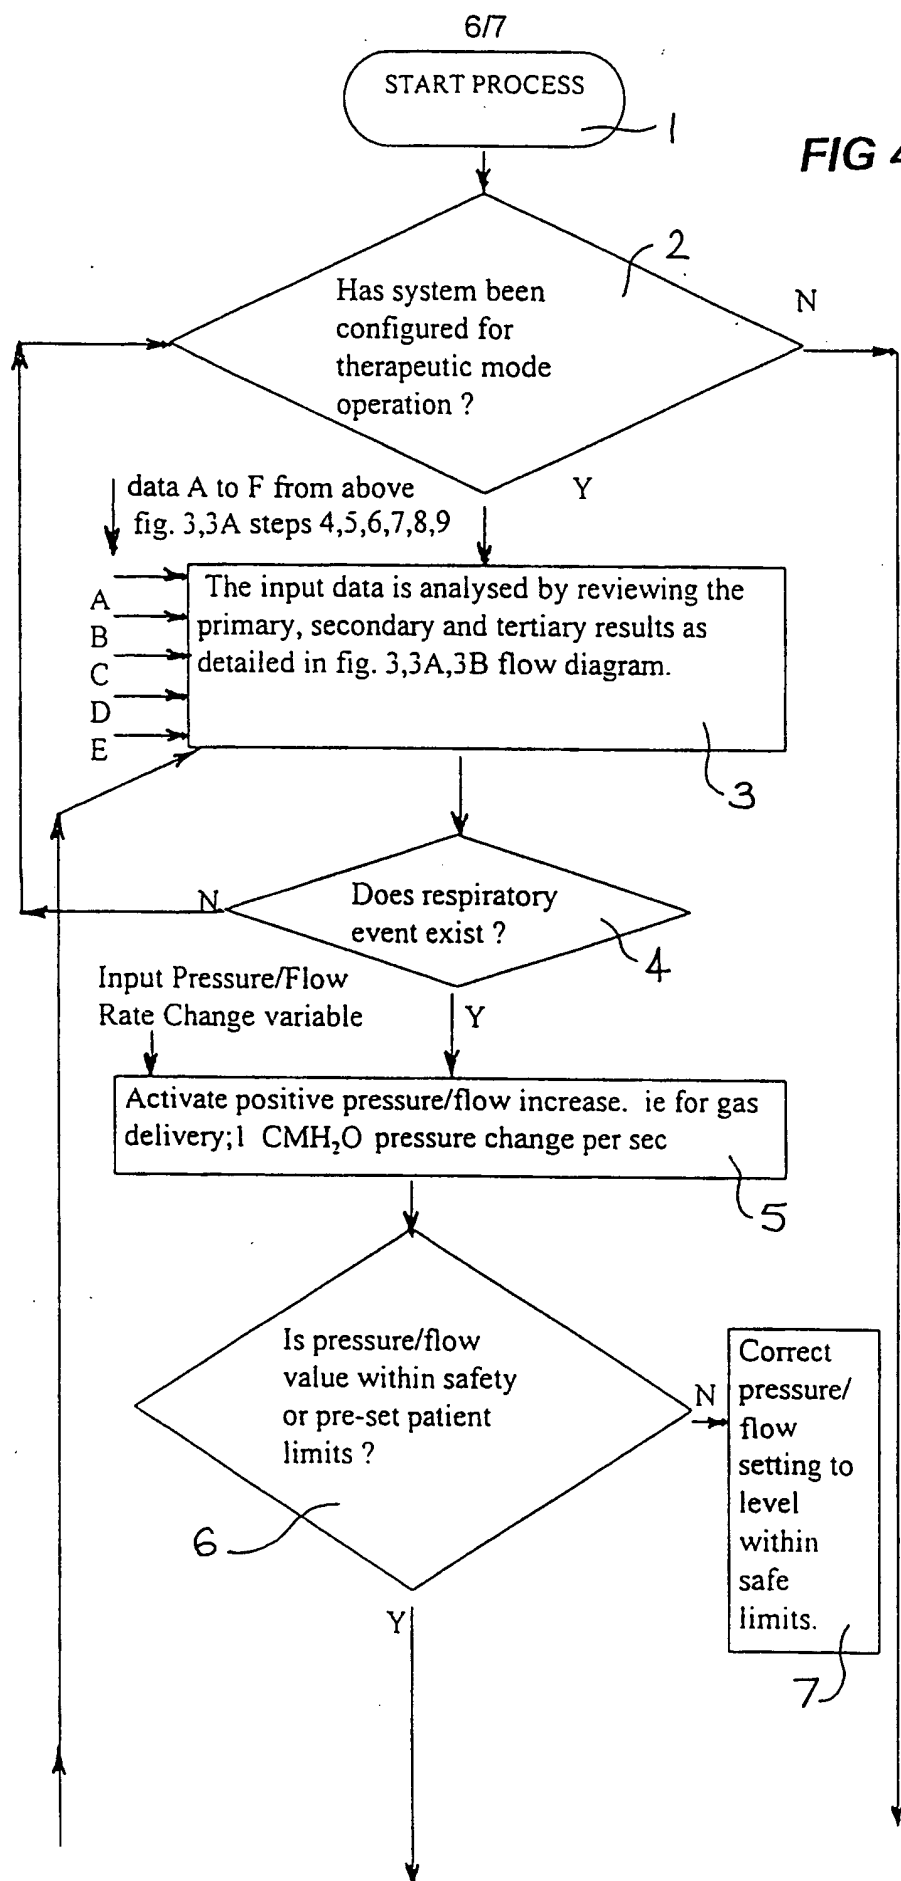 6/7
START PROCESS
1
FIG 4
2
Has system been
configured for
therapeutic mode
operation ?
N
Y
data A to F from above
fig. 3,3A steps 4,5,6,7,8,9
The input data is analysed by reviewing the
primary, secondary and tertiary results as
detailed in fig. 3,3A,3B flow diagram.
A
B
C
D
E
3
N
Does respiratory
event exist ?
4
Input Pressure/Flow
Rate Change variable
Y
Activate positive pressure/flow increase. ie for gas
delivery;1 CMH₂O pressure change per sec
5
Is pressure/flow
value within safety
or pre-set patient
limits ?
N
6
Y
Correct
pressure/
flow
setting to
level
within
safe
limits.
7